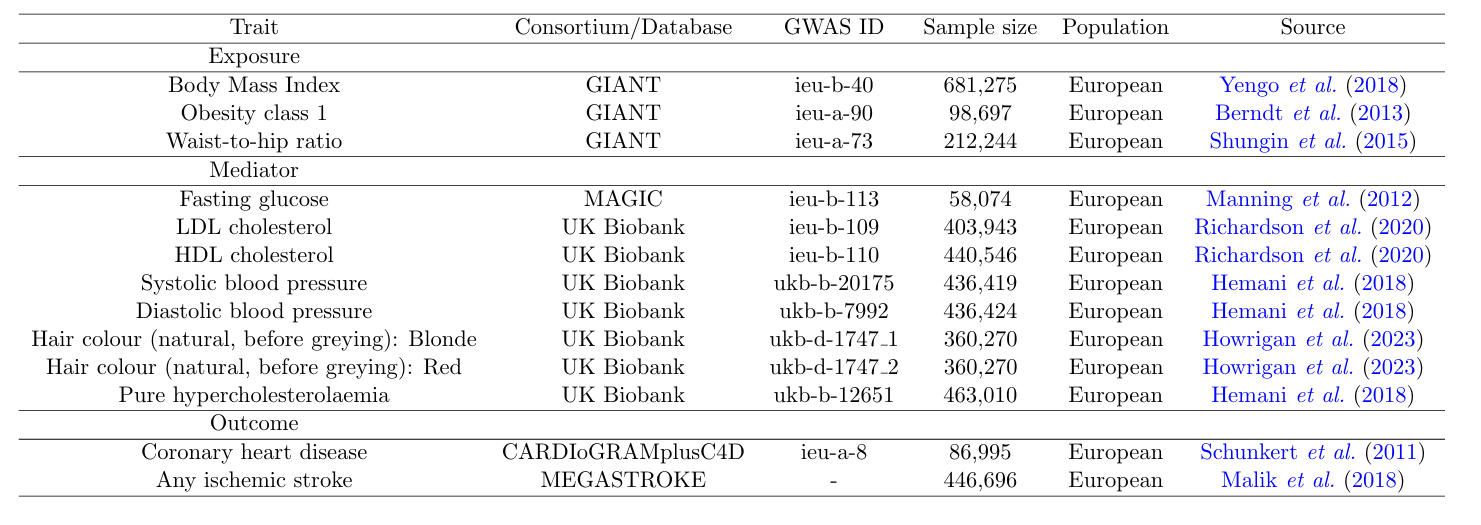 Trait Consortium/Database GWAS ID Sample size Population Source
Exposure
Body Mass Index GIANT ieu-b-40 681,275 European Yengo et al. (2018)
Obesity class 1 GIANT ieu-a-90 98,697 European Berndt et al. (2013)
Waist-to-hip ratio GIANT ieu-a-73 212,244 European Shungin et al. (2015)
Mediator
Fasting glucose MAGIC ieu-b-113 58,074 European Manning et al. (2012)
LDL cholesterol UK Biobank ieu-b-109 403,943 European Richardson et al. (2020)
HDL cholesterol UK Biobank ieu-b-110 440,546 European Richardson et al. (2020)
Systolic blood pressure UK Biobank ukb-b-20175 436,419 European Hemani et al. (2018)
Diastolic blood pressure UK Biobank ukb-b-7992 436,424 European Hemani et al. (2018)
Hair colour (natural, before greying): Blonde UK Biobank ukb-d-1747_1 360,270 European Howrigan et al. (2023)
Hair colour (natural, before greying): Red UK Biobank ukb-d-1747_2 360,270 European Howrigan et al. (2023)
Pure hypercholesterolaemia UK Biobank ukb-b-12651 463,010 European Hemani et al. (2018)
Outcome
Coronary heart disease CARDIoGRAMplusC4D ieu-a-8 86,995 European Schunkert et al. (2011)
Any ischemic stroke MEGASTROKE - 446,696 European Malik et al. (2018)